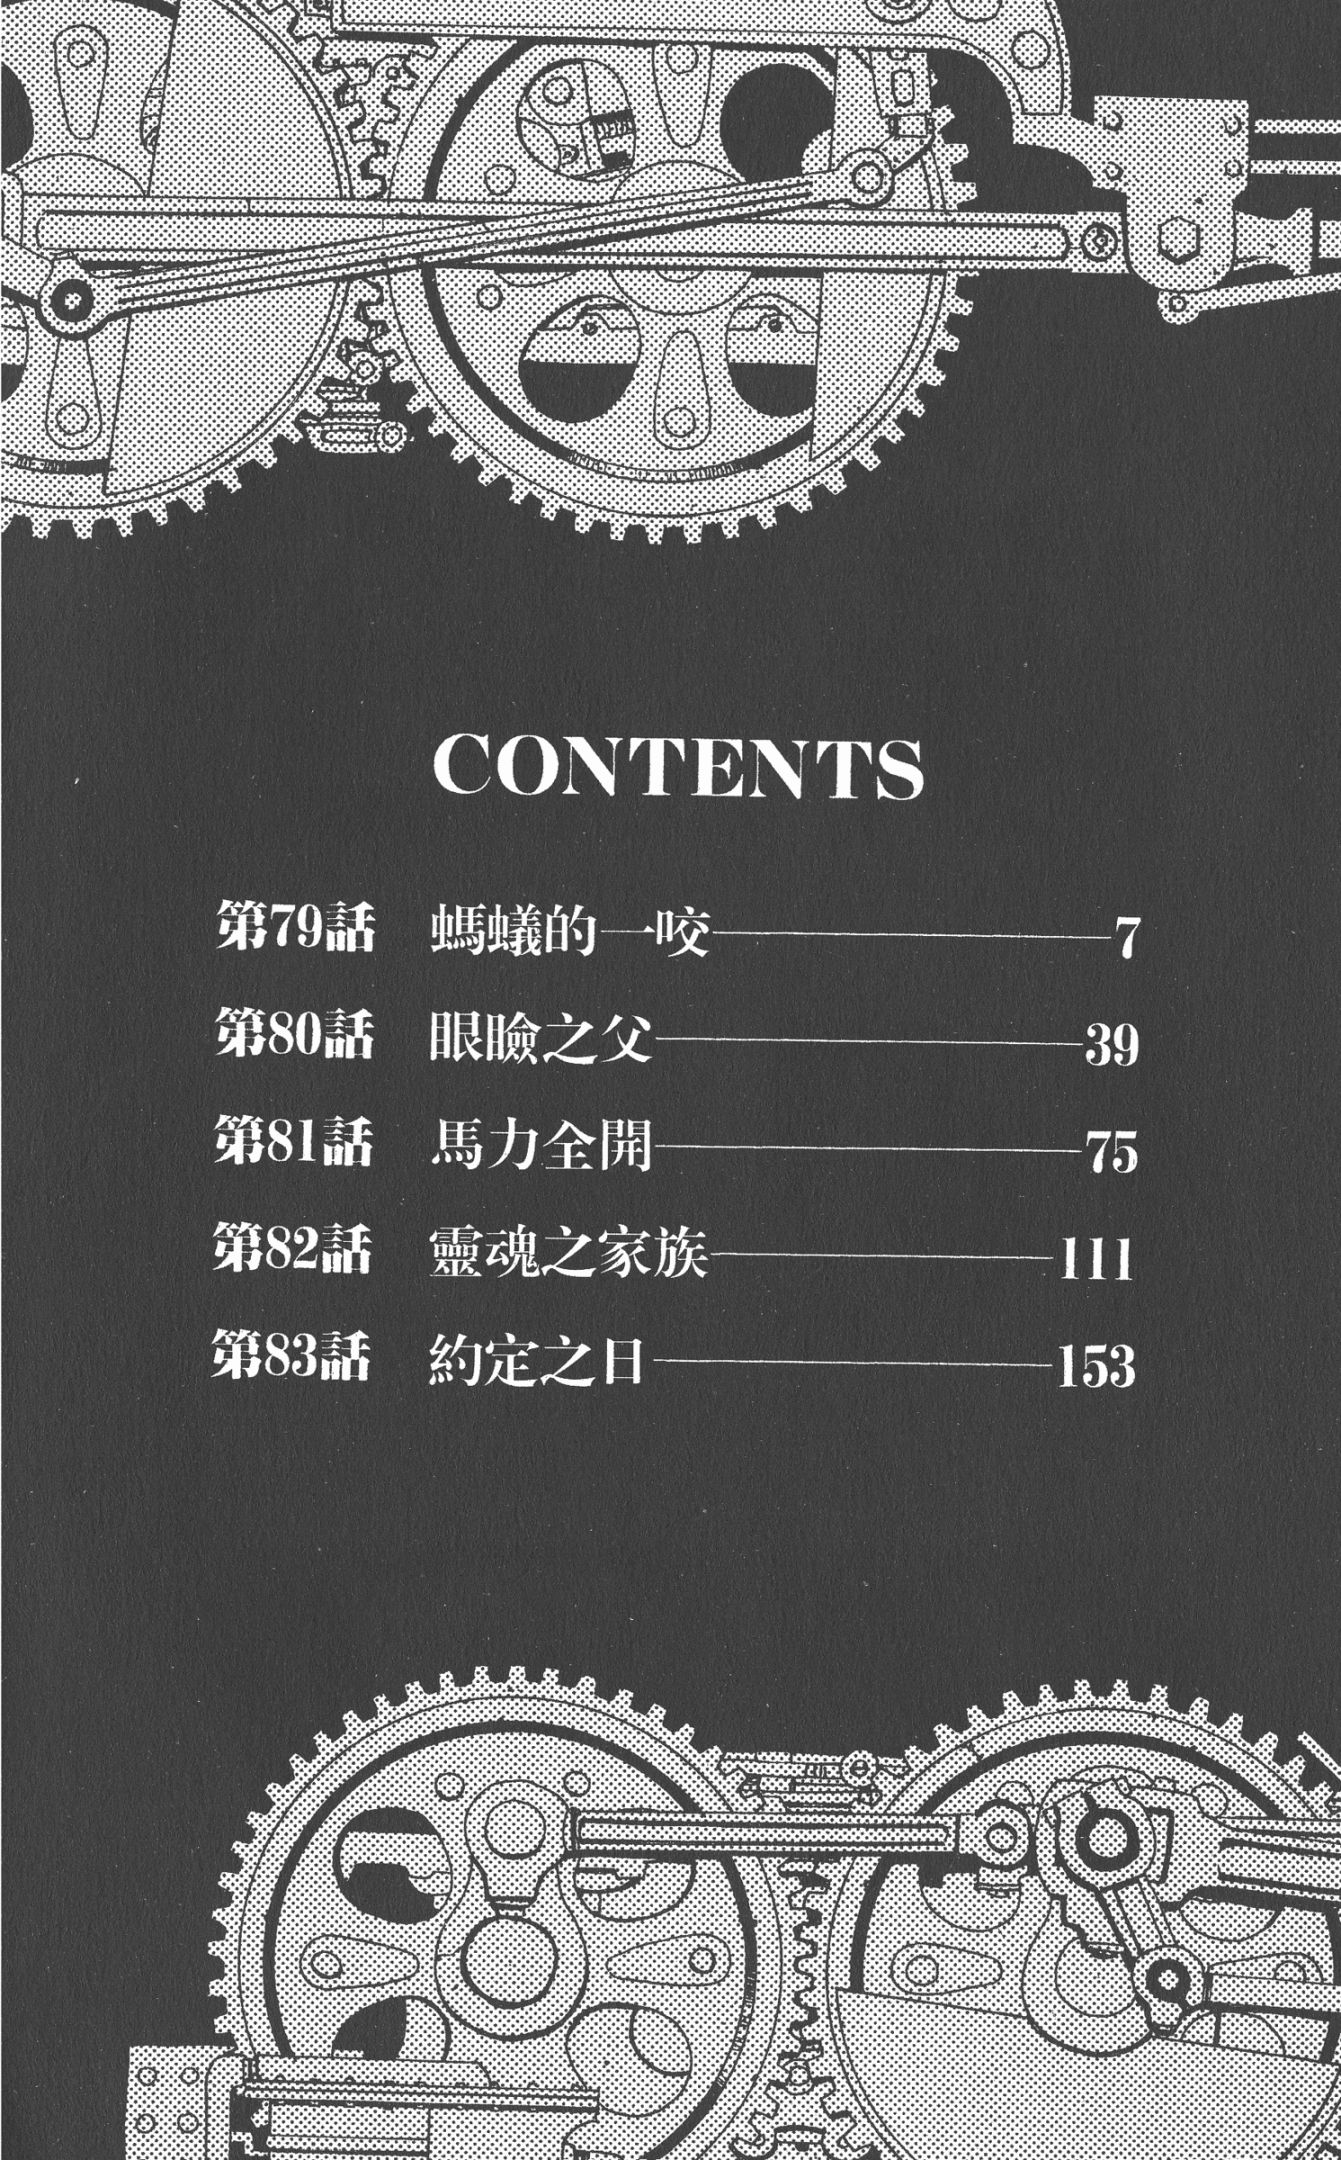 CONTENTS
第79話 螞蟻的一咬 7
第80話 眼瞼之父 39
第81話 馬力全開 75
第82話 靈魂之家族 111
第83話 約定之日 153